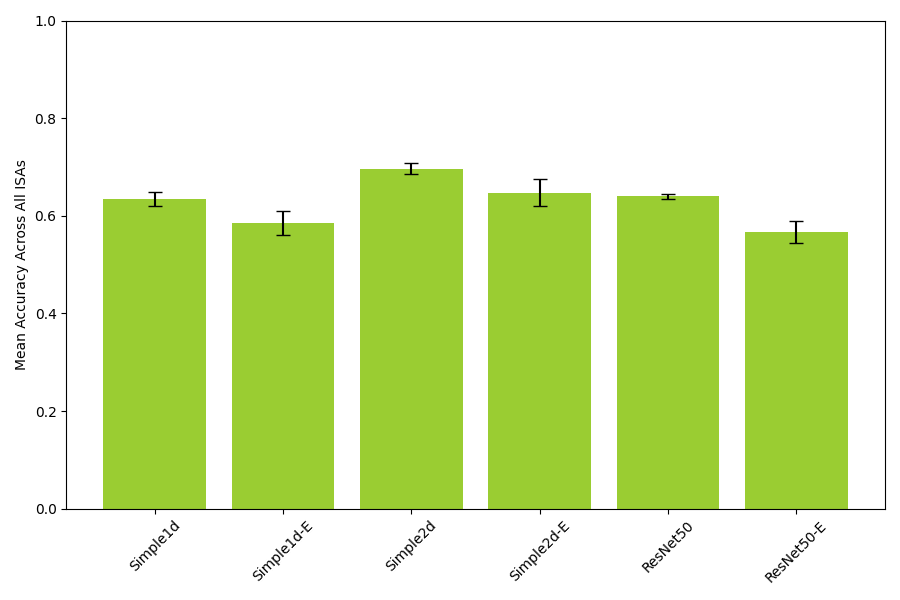 Mean Accuracy Across All ISAs
1.0
0.8
0.6
0.4
0.2
0.0
Simple1d
Simple1d-E
Simple2d
Simple2d-E
ResNet50
ResNet50-E